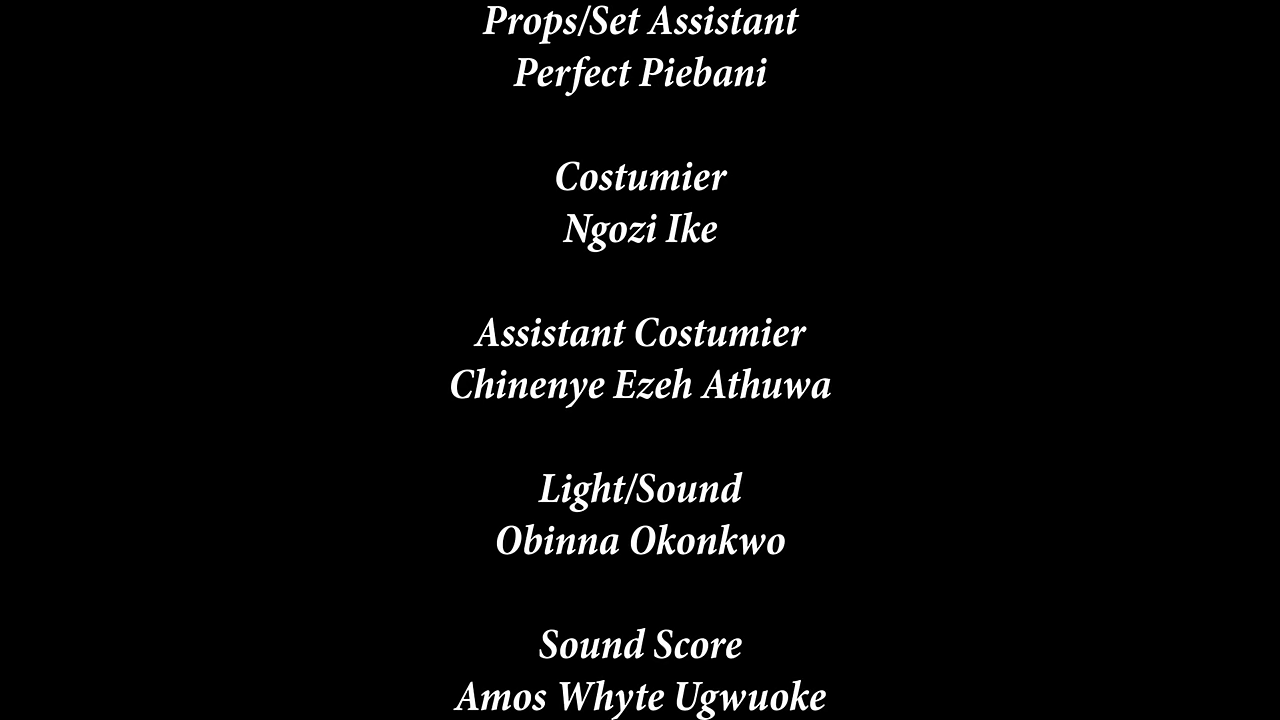 Props/Set Assistant
Perfect Piebani
Costumier
Ngozi Ike
Assistant Costumier
Chinenye Ezeh Athuwa
Light/Sound
Obinna Okonkwo
Sound Score
Amos Whyte Ugwuoke